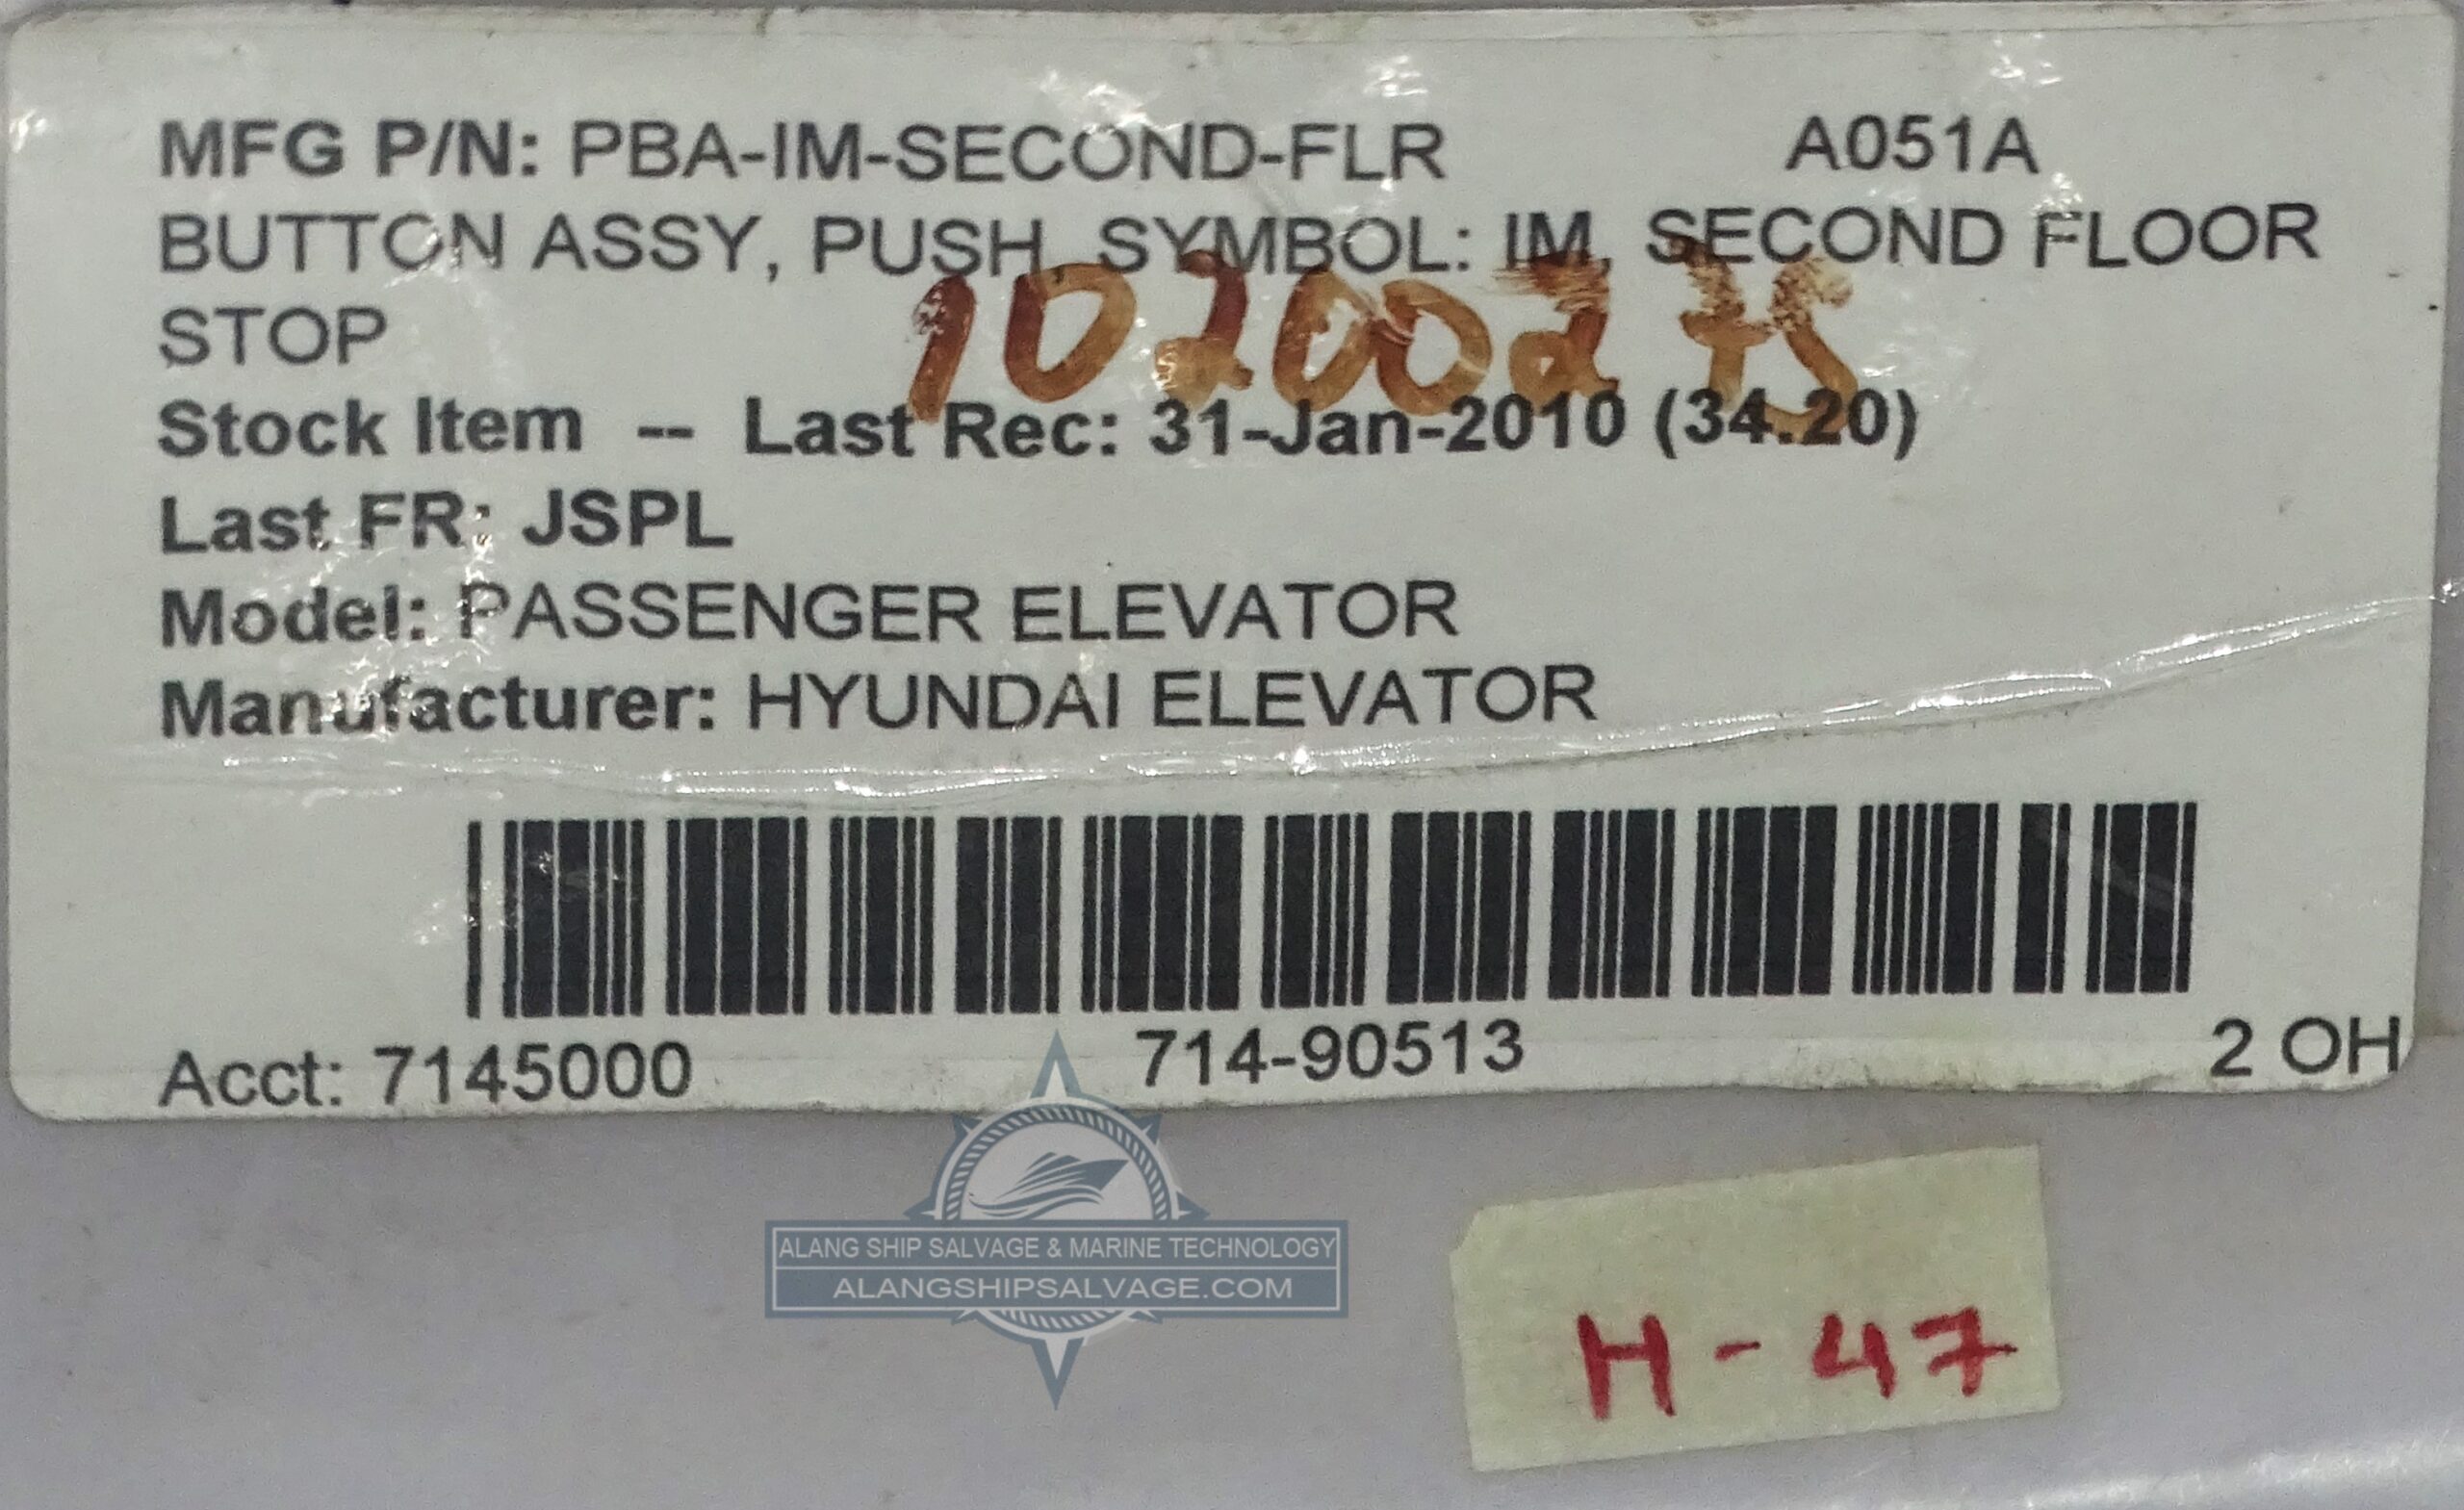 MFG P/N: PBA-IM-SECOND-FLR A051A
BUTTON ASSY, PUSH, SYMBOL: IM, SECOND FLOOR
STOP
Stock Item -- Last Rec: 31-Jan-2010 (34.20)
Last FR: JSPL
Model: PASSENGER ELEVATOR
Manufacturer: HYUNDAI ELEVATOR
Acct: 7145000 714-90513 2 OH
ALANG SHIP SALVAGE & MARINE TECHNOLOGY
ALANGSHIPSALVAGE.COM
H-47